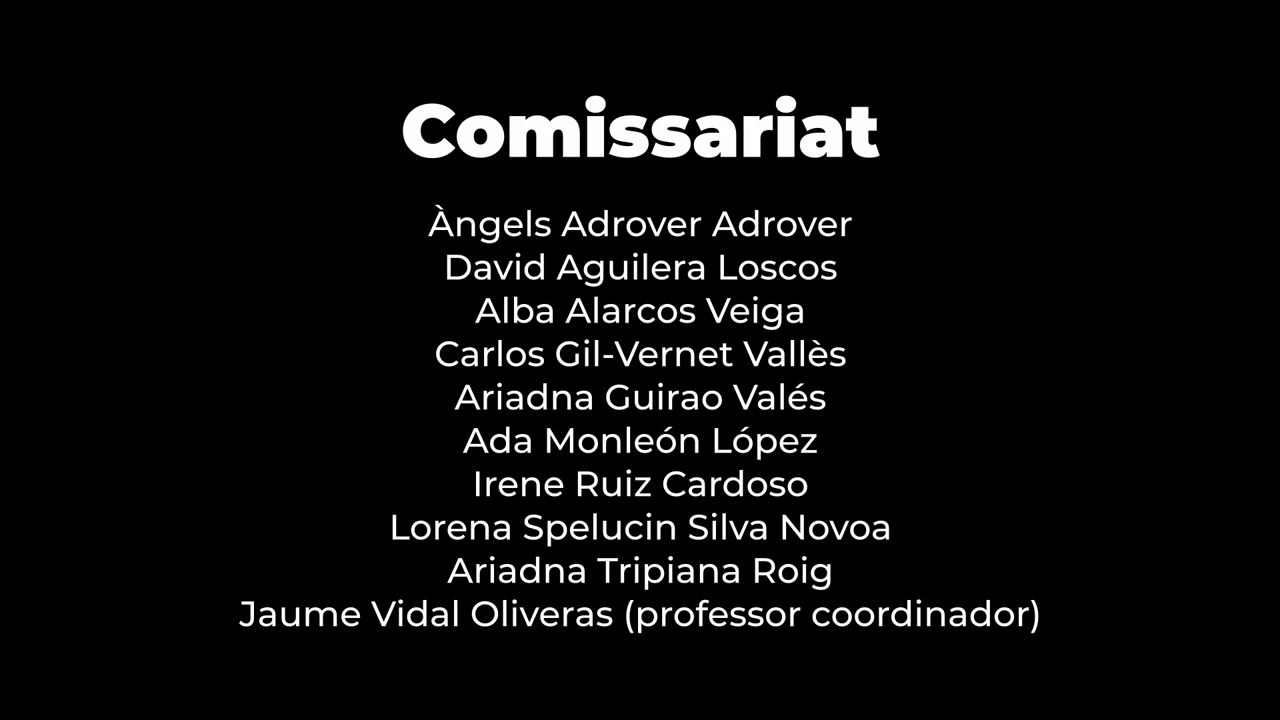 Comissariat
Àngels Adrover Adrover
David Aguilera Loscos
Alba Alarcos Veiga
Carlos Gil-Vernet Vallès
Ariadna Guirao Valés
Ada Monleón López
Irene Ruiz Cardoso
Lorena Spelucin Silva Novoa
Ariadna Tripiana Roig
Jaume Vidal Oliveras (professor coordinador)